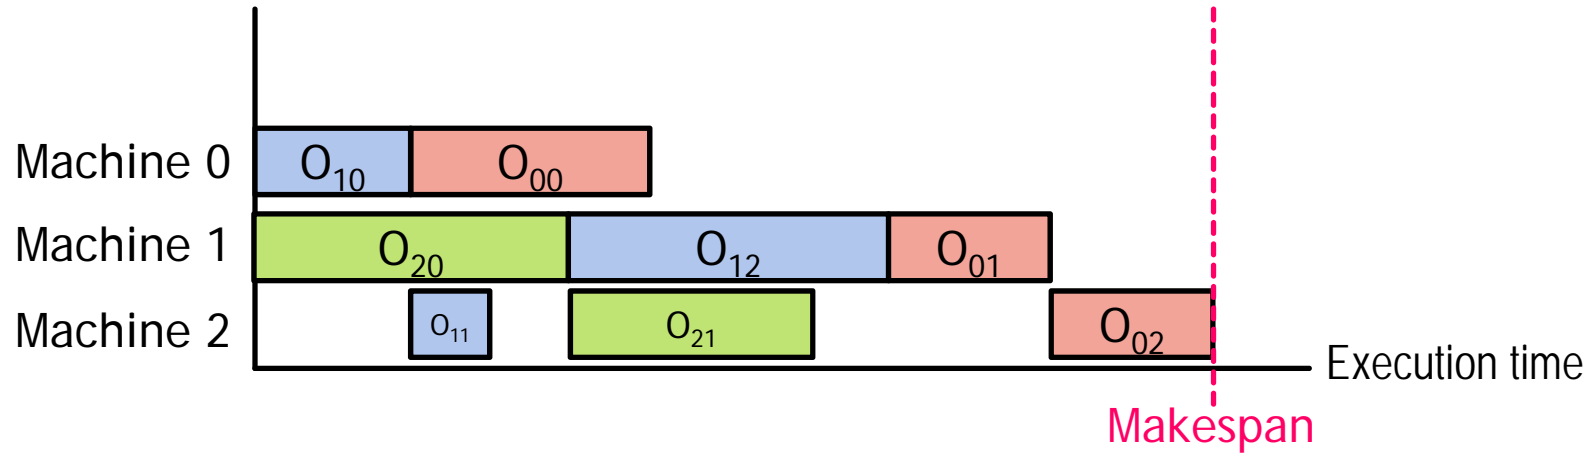 Machine 0 O₁₀ O₀₀
Machine 1 O₂₀ O₁₂ O₀₁
Machine 2 O₁₁ O₂₁ O₀₂
Execution time
Makespan